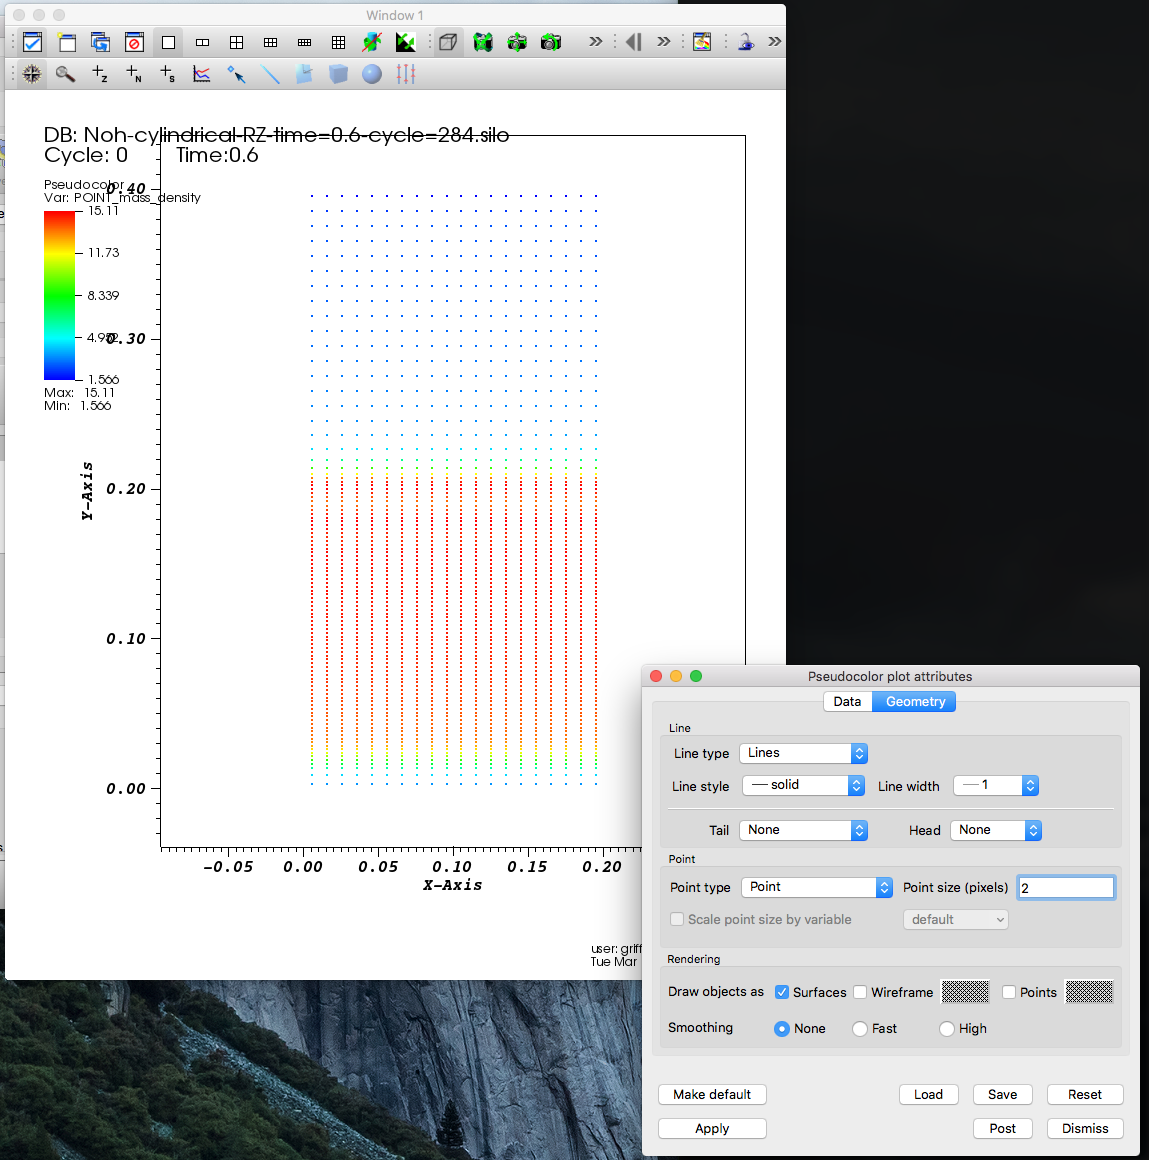 Window 1
z
N
S
DB: Noh-cylindrical-RZ-time=0.6-cycle=284.silo
Cycle: 0 Time:0.6
Pseudocolor
Var: POINT_mass_density
15.11
11.73
8.339
4.952
1.566
Max: 15.11
Min: 1.566
0.40
0.30
0.20
0.10
0.00
Y-Axis
-0.05 0.00 0.05 0.10 0.15 0.20
X-Axis
user: griff
Tue Mar
Pseudocolor plot attributes
Data Geometry
Line
Line type Lines
Line style solid Line width 1
Tail None Head None
Point
Point type Point Point size (pixels) 2
Scale point size by variable default
Rendering
Draw objects as Surfaces Wireframe Points
Smoothing None Fast High
Make default Load Save Reset
Apply Post Dismiss